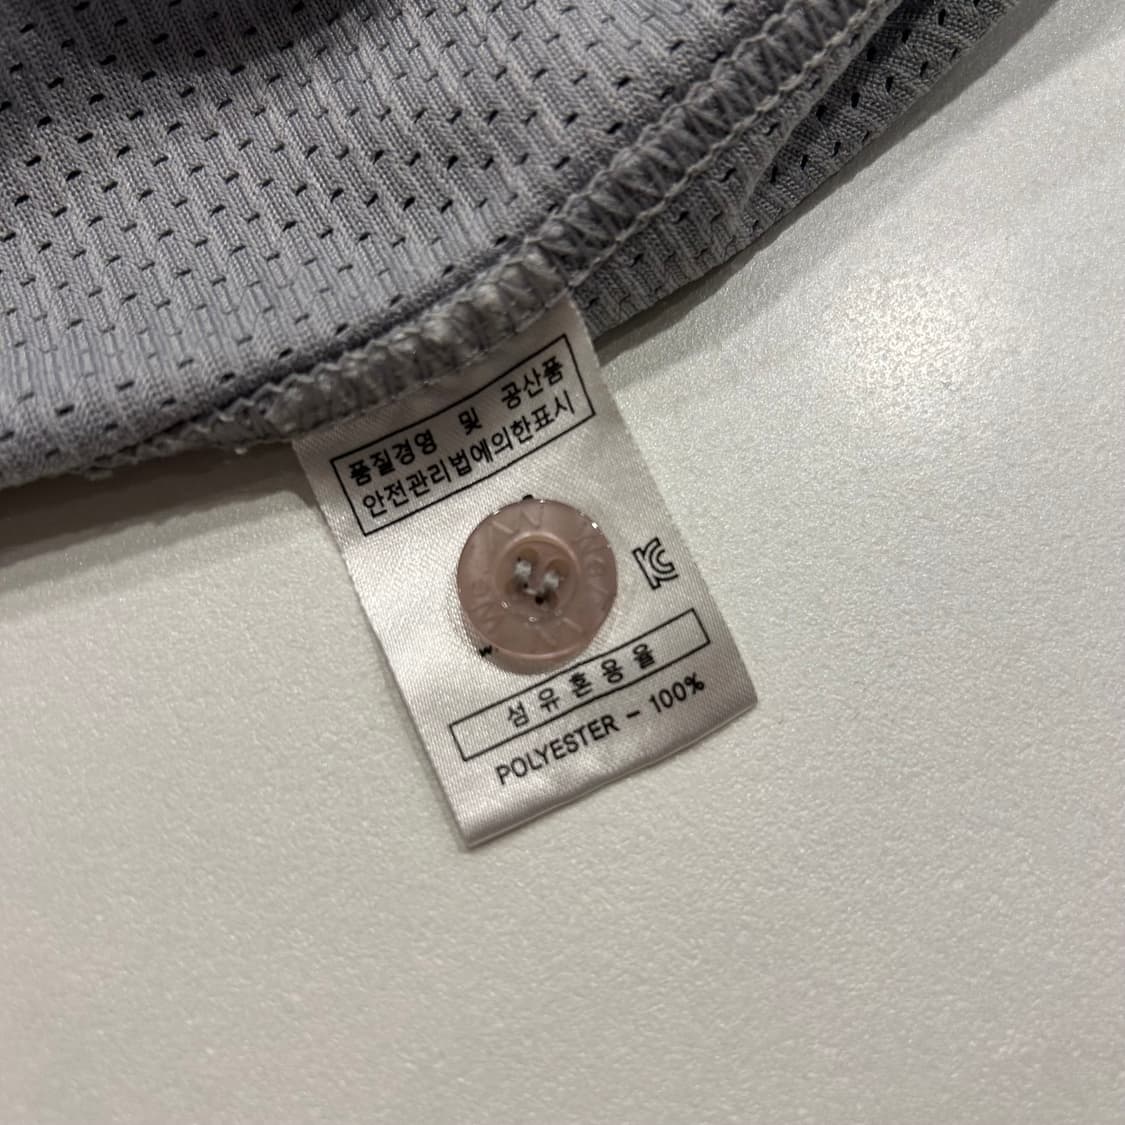 품질경영 및 공산품
안전관리법에의한표시
KC
섬유혼용율
POLYESTER - 100%